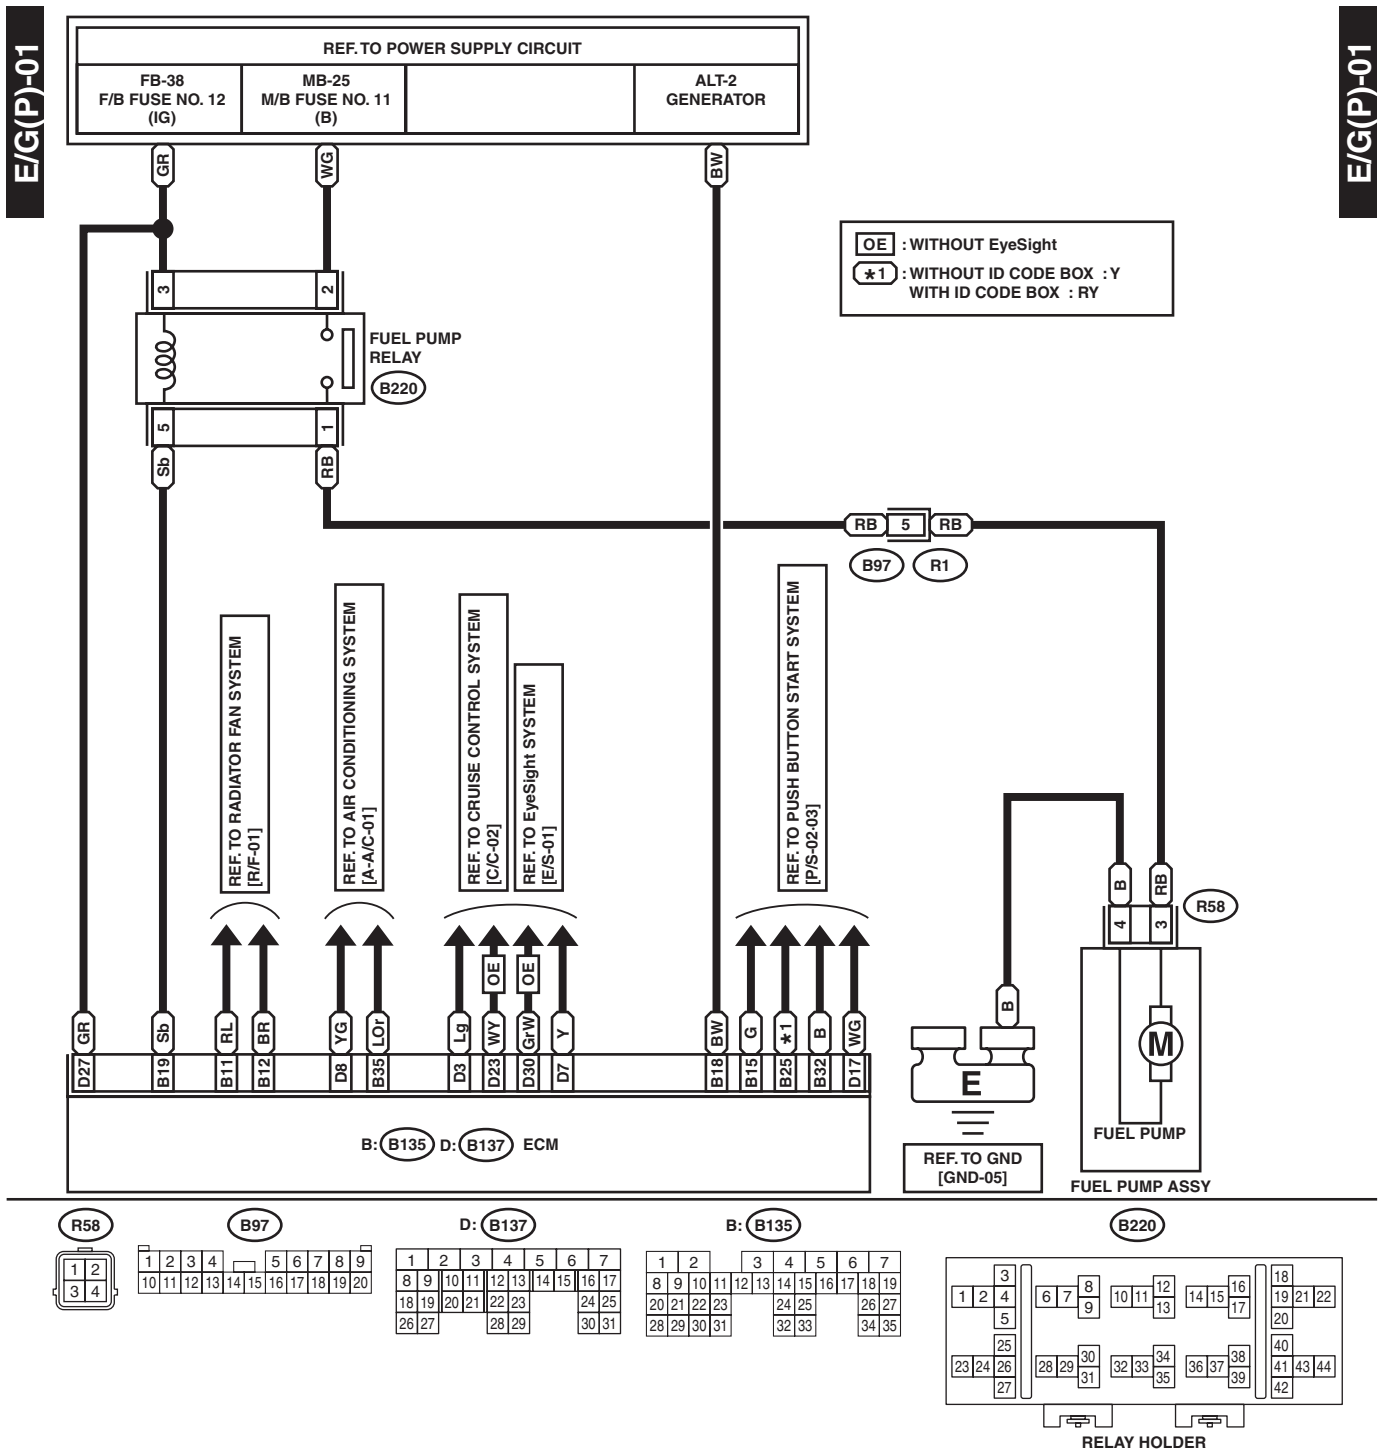 E/G(P)-01
E/G(P)-01
REF. TO POWER SUPPLY CIRCUIT
FB-38
F/B FUSE NO. 12
(IG)
MB-25
M/B FUSE NO. 11
(B)
ALT-2
GENERATOR
GR
WG
BW
OE : WITHOUT EyeSight
*1 : WITHOUT ID CODE BOX : Y
WITH ID CODE BOX : RY
3
2
FUEL PUMP
RELAY
B220
5
1
Sb
RB
RB 5 RB
B97 R1
REF. TO RADIATOR FAN SYSTEM
[R/F-01]
REF. TO AIR CONDITIONING SYSTEM
[A-A/C-01]
REF. TO CRUISE CONTROL SYSTEM
[C/C-02]
REF. TO EyeSight SYSTEM
[E/S-01]
REF. TO PUSH BUTTON START SYSTEM
[P/S-02·03]
B RB
R58
4 3
OE OE
B
GR Sb RL BR YG LOr Lg WY GrW Y BW G *1 B WG
D27 B19 B11 B12 D8 B35 D3 D23 D30 D7 B18 B15 B25 B32 D17
M
E
B: B135 D: B137 ECM
FUEL PUMP
REF. TO GND
[GND-05]
FUEL PUMP ASSY
R58
1 2
3 4
B97
1 2 3 4 5 6 7 8 9
10 11 12 13 14 15 16 17 18 19 20
D: B137
1 2 3 4 5 6 7
8 9 10 11 12 13 14 15 16 17
18 19 20 21 22 23 24 25
26 27 28 29 30 31
B: B135
1 2 3 4 5 6 7
8 9 10 11 12 13 14 15 16 17 18 19
20 21 22 23 24 25 26 27
28 29 30 31 32 33 34 35
B220
3 8 12 16 18
1 2 4 6 7 10 11 14 15 19 21 22
5 9 13 17 20
25 30 34 38 40
23 24 26 28 29 32 33 36 37 41 43 44
27 31 35 39 42
RELAY HOLDER